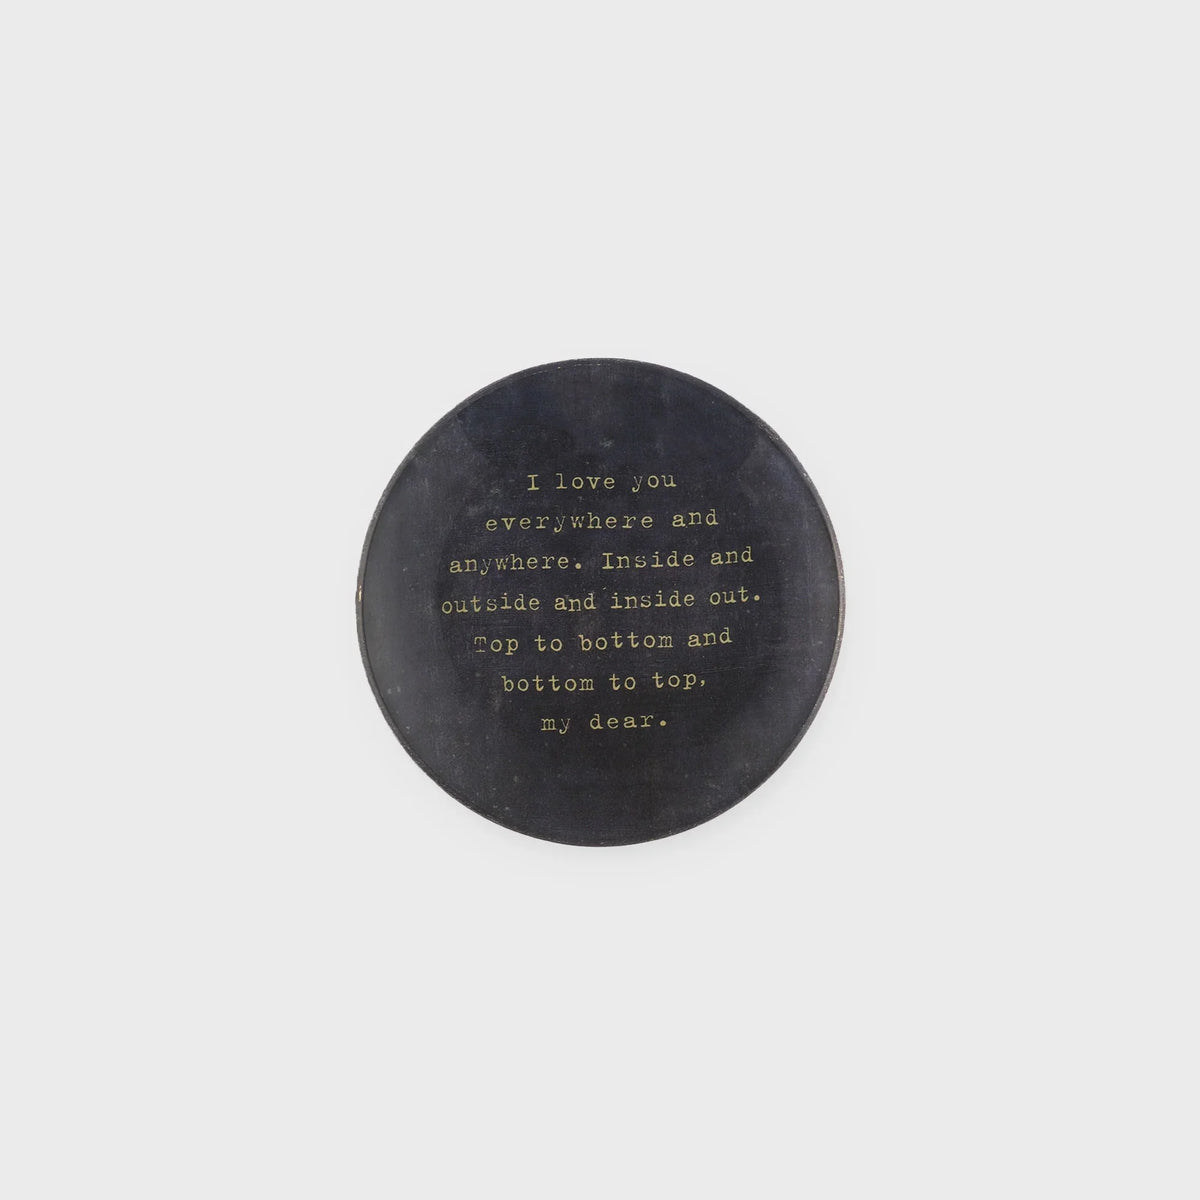 I love you
everywhere and
anywhere. Inside and
outside and inside out.
Top to bottom and
bottom to top,
my dear.